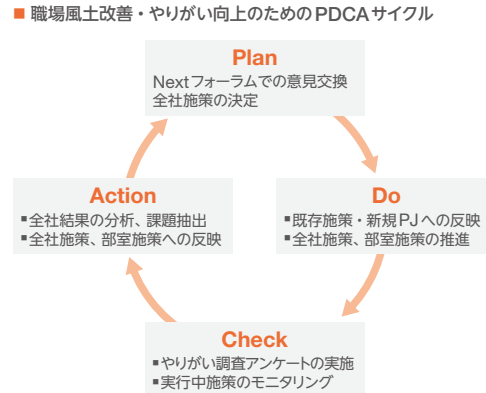 ■ 職場風土改善・やりがい向上のためのPDCAサイクル
Plan
Nextフォーラムでの意見交換
全社施策の決定
Action
▪全社結果の分析、課題抽出
▪全社施策、部室施策への反映
Do
▪既存施策・新規PJへの反映
▪全社施策、部室施策の推進
Check
▪やりがい調査アンケートの実施
▪実行中施策のモニタリング